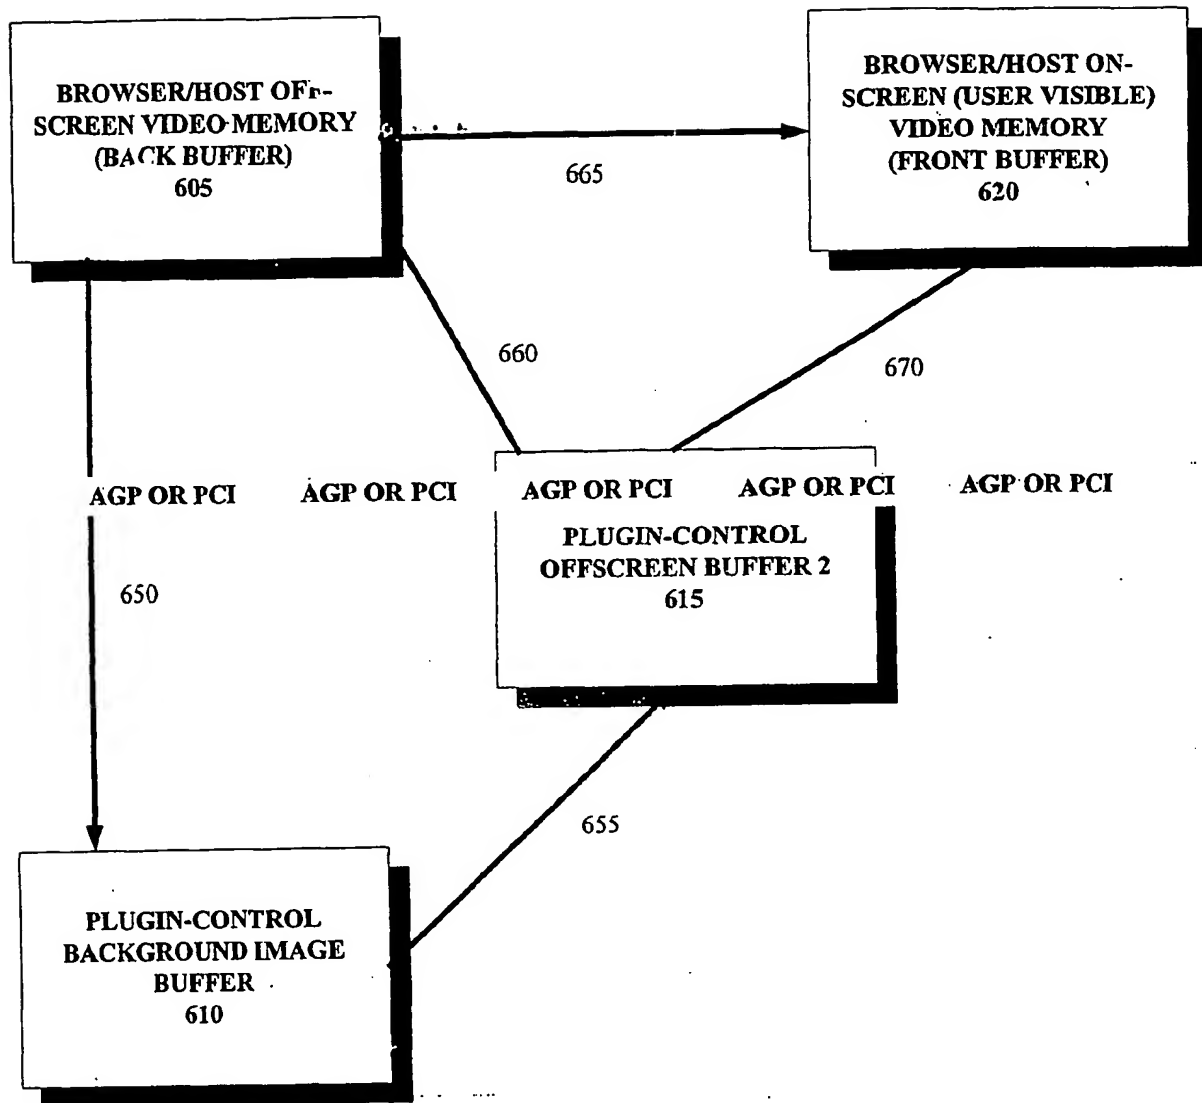 BROWSER/HOST OFF-
SCREEN VIDEO MEMORY
(BACK BUFFER)
605
BROWSER/HOST ON-
SCREEN (USER VISIBLE)
VIDEO MEMORY
(FRONT BUFFER)
620
665
660
670
AGP OR PCI AGP OR PCI AGP OR PCI AGP OR PCI AGP OR PCI
PLUGIN-CONTROL
OFFSCREEN BUFFER 2
615
650
655
PLUGIN-CONTROL
BACKGROUND IMAGE
BUFFER
610